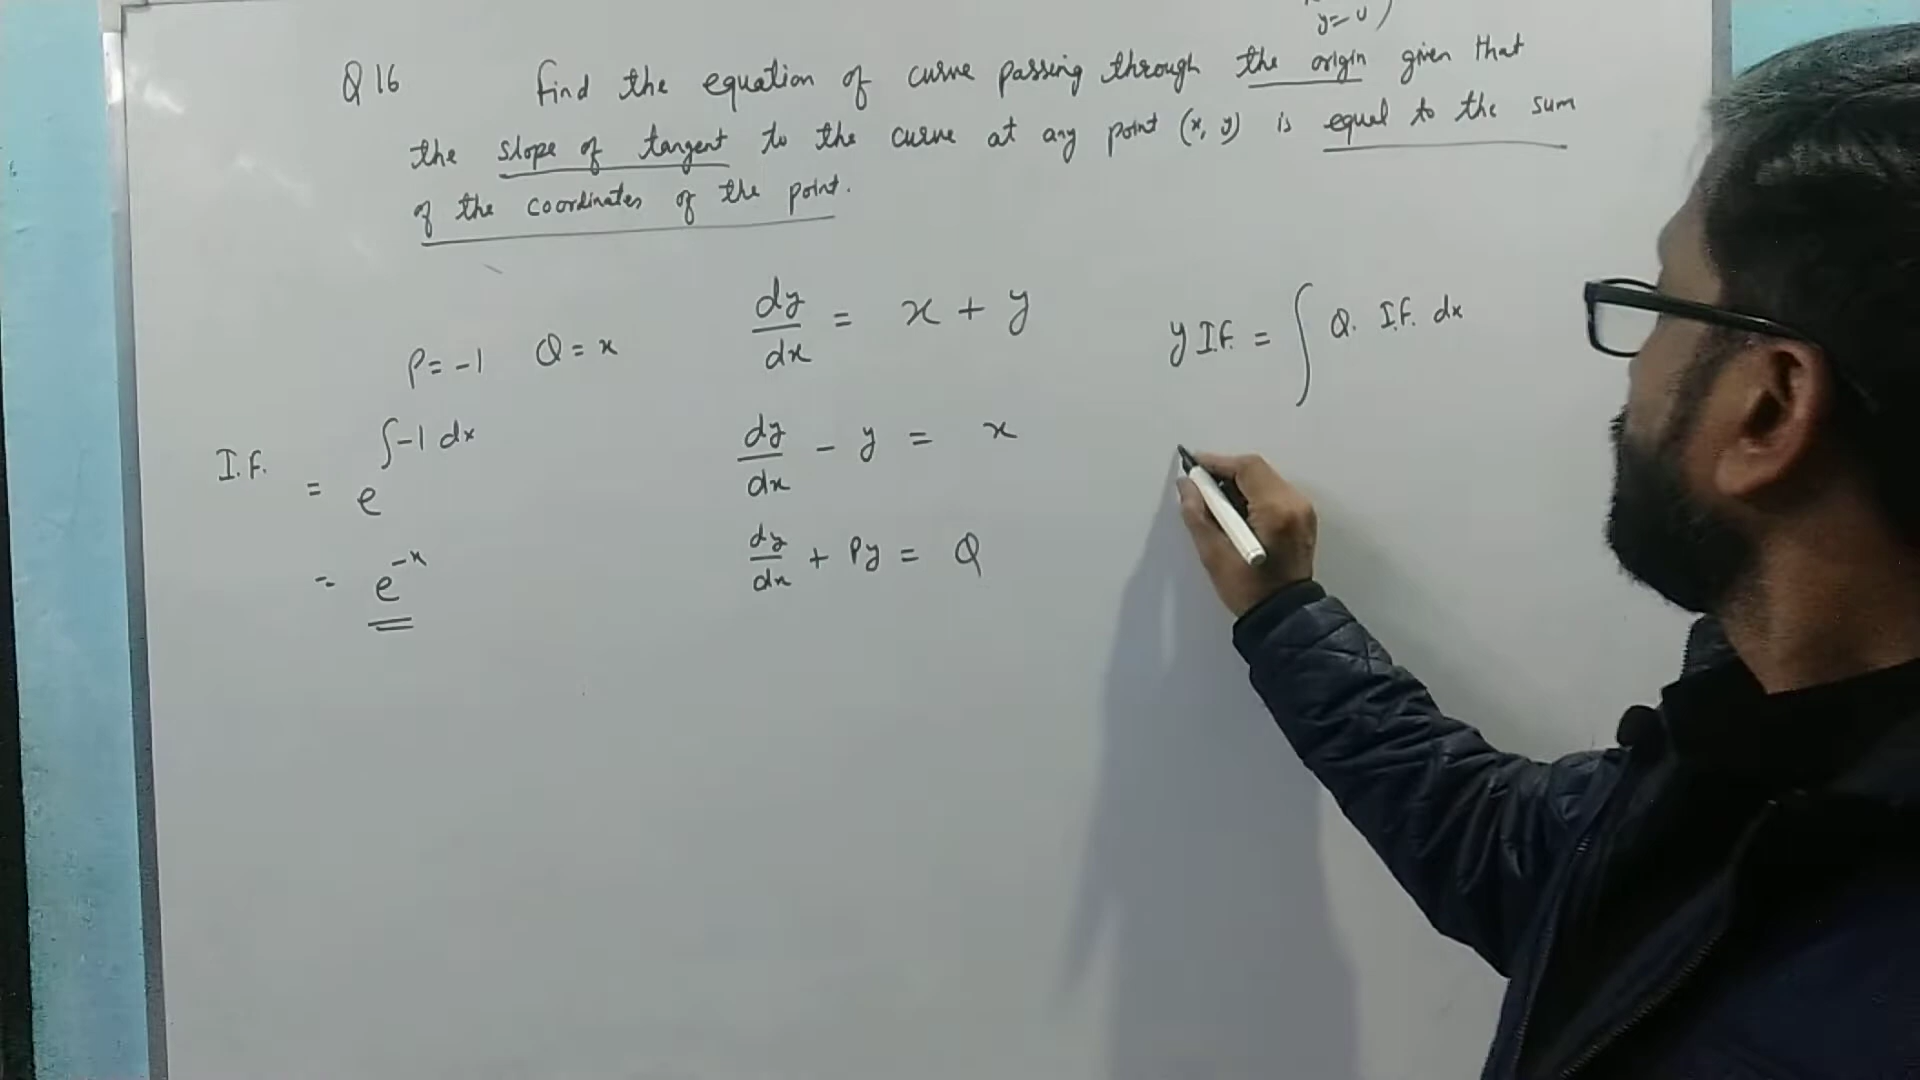 y=0)
Q16 find the equation of curve passing through the origin given that
the slope of tangent to the curve at any point (x, y) is equal to the sum
of the coordinates of the point.
dy/dx = x + y
P = -1 Q = x
dy/dx - y = x
I.F. = e^∫-1 dx
dy/dx + Py = Q
= e^-x
y I.F. = ∫ Q. I.F. dx